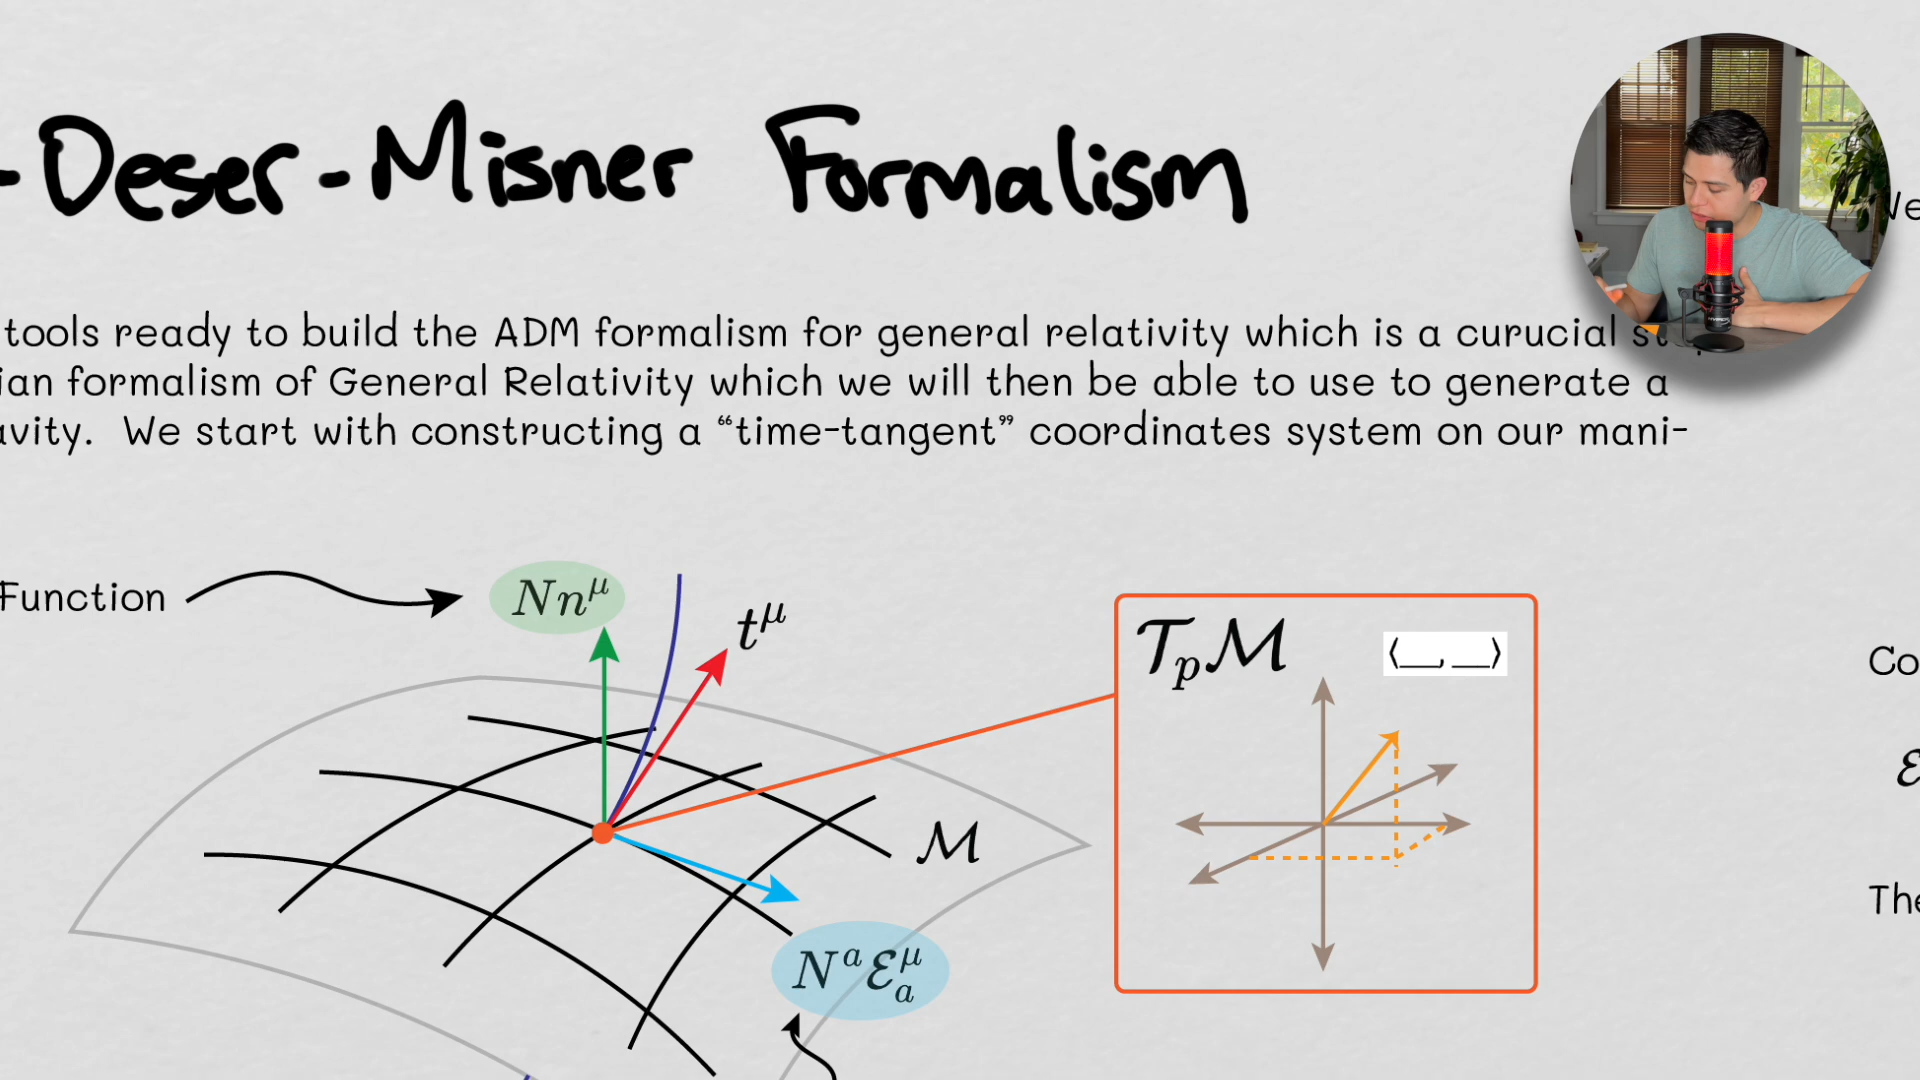 -Deser-Misner Formalism
We
tools ready to build the ADM formalism for general relativity which is a curucial
ian formalism of General Relativity which we will then be able to use to generate a
avity. We start with constructing a “time-tangent” coordinates system on our mani-
Function
Nn^μ
t^μ
T_pM
⟨__, __⟩
Co
M
ℰ
The
N^a ℰ^μ_a